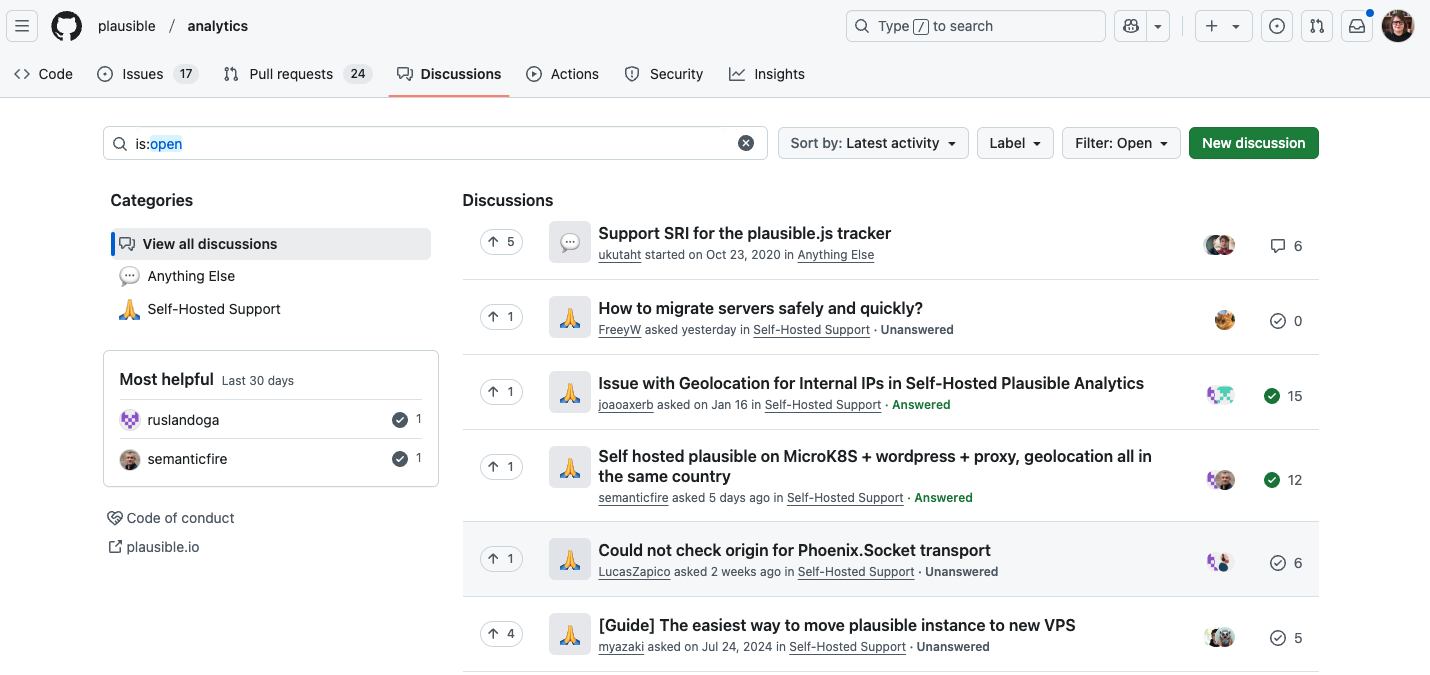 plausible / analytics
Type / to search
Code
Issues 17
Pull requests 24
Discussions
Actions
Security
Insights
is:open
Sort by: Latest activity
Label
Filter: Open
New discussion
Categories
View all discussions
Anything Else
Self-Hosted Support
Most helpful Last 30 days
ruslandoga 1
semanticfire 1
Code of conduct
plausible.io
Discussions
5
Support SRI for the plausible.js tracker
ukutaht started on Oct 23, 2020 in Anything Else
6
1
How to migrate servers safely and quickly?
FreeyW asked yesterday in Self-Hosted Support · Unanswered
0
1
Issue with Geolocation for Internal IPs in Self-Hosted Plausible Analytics
joaoaxerb asked on Jan 16 in Self-Hosted Support · Answered
15
1
Self hosted plausible on MicroK8S + wordpress + proxy, geolocation all in
the same country
semanticfire asked 5 days ago in Self-Hosted Support · Answered
12
1
Could not check origin for Phoenix.Socket transport
LucasZapico asked 2 weeks ago in Self-Hosted Support · Unanswered
6
4
[Guide] The easiest way to move plausible instance to new VPS
myazaki asked on Jul 24, 2024 in Self-Hosted Support · Unanswered
5